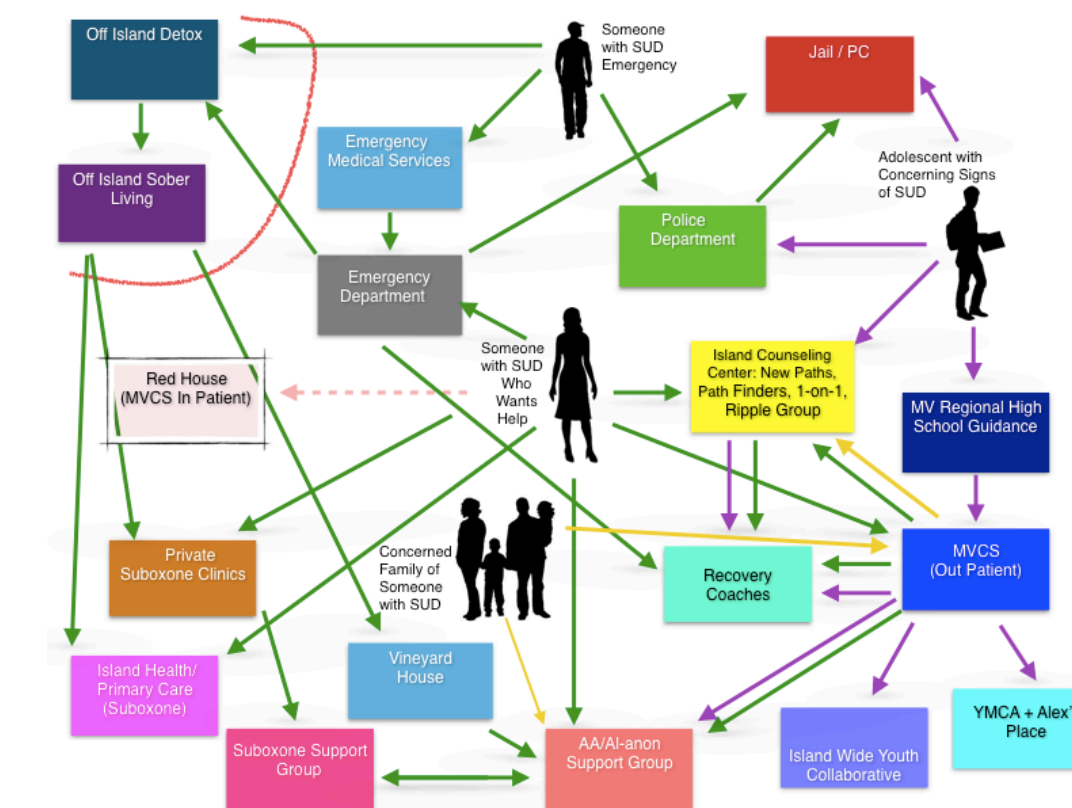 Off Island Detox
Someone
with SUD
Emergency
Jail / PC
Emergency
Medical Services
Adolescent with
Concerning Signs
of SUD
Off Island Sober
Living
Police
Department
Emergency
Department
Someone
with SUD
Who
Wants
Help
Island Counseling
Center: New Paths,
Path Finders, 1-on-1,
Ripple Group
Red House
(MVCS In Patient)
MV Regional High
School Guidance
Private
Suboxone Clinics
Concerned
Family of
Someone
with SUD
Recovery
Coaches
MVCS
(Out Patient)
Island Health/
Primary Care
(Suboxone)
Vineyard
House
Suboxone Support
Group
AA/Al-anon
Support Group
Island Wide Youth
Collaborative
YMCA + Alex'
Place